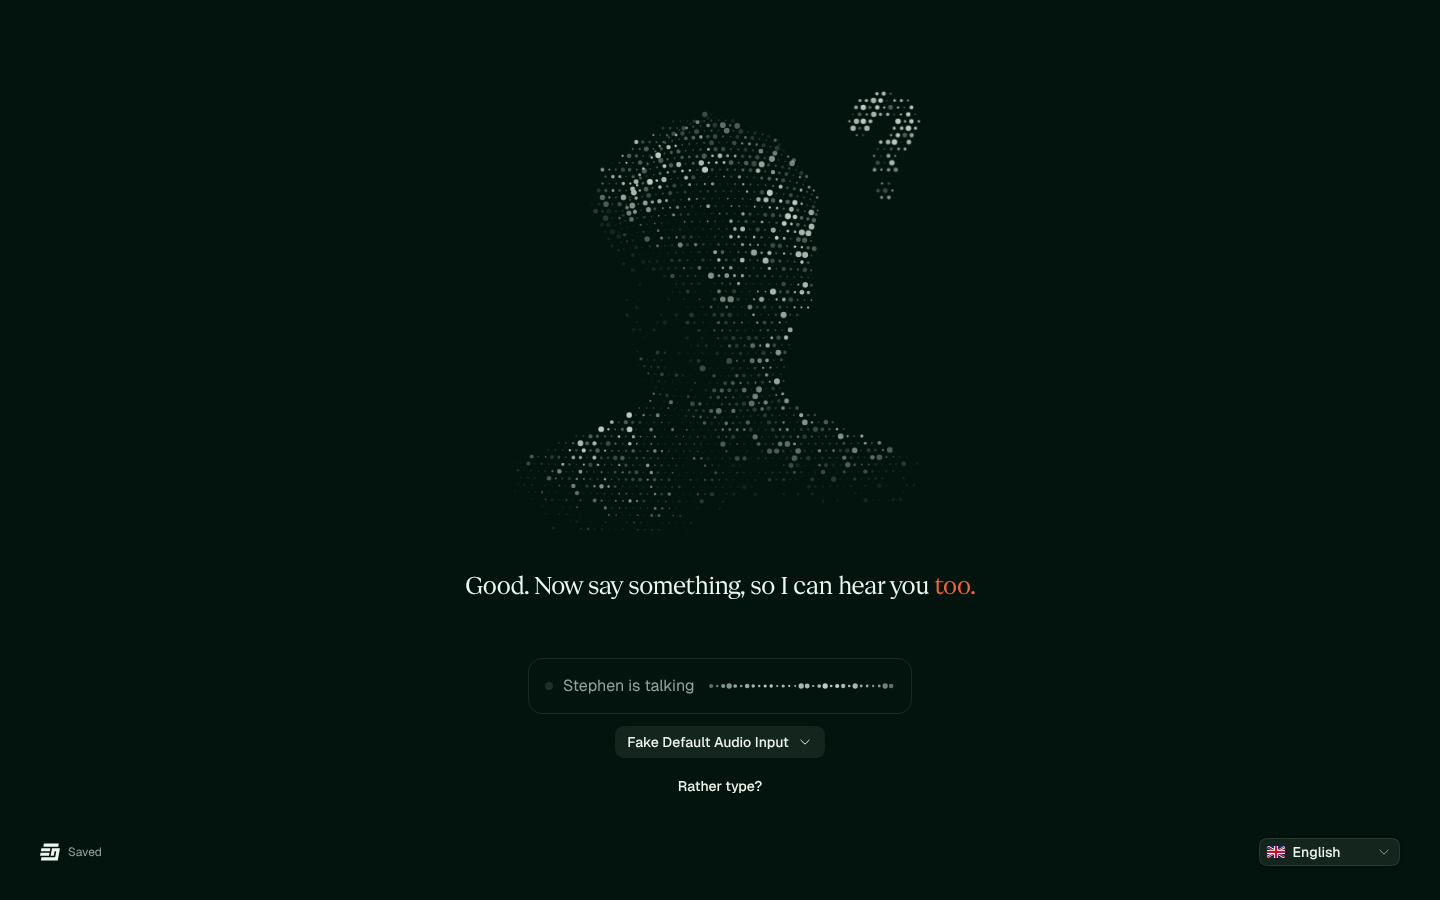 Good. Now say something, so I can hear you too.
Stephen is talking
Fake Default Audio Input
Rather type?
Saved
English